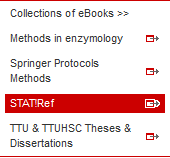 Collections of eBooks >>
Methods in enzymology
Springer Protocols
Methods
STAT!Ref
TTU & TTUHSC Theses &
Dissertations